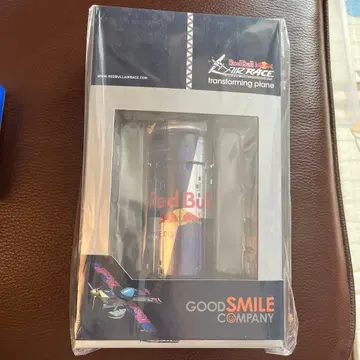 Red Bull
AIR RACE
transforming plane
WWW.REDBULLAIRRACE.COM
Red Bull
GOOD SMILE
COMPANY